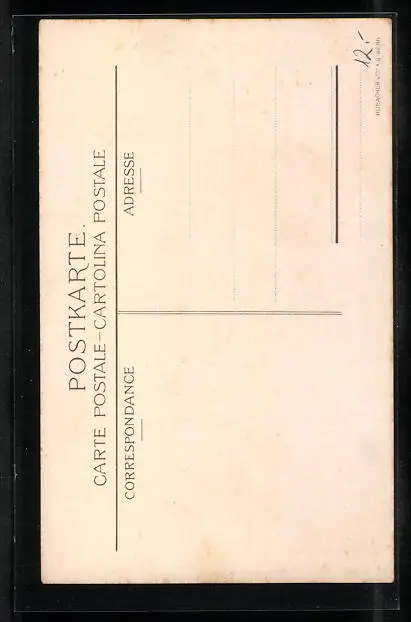 POSTKARTE.
CARTE POSTALE–CARTOLINA POSTALE
CORRESPONDANCE
ADRESSE
12.-